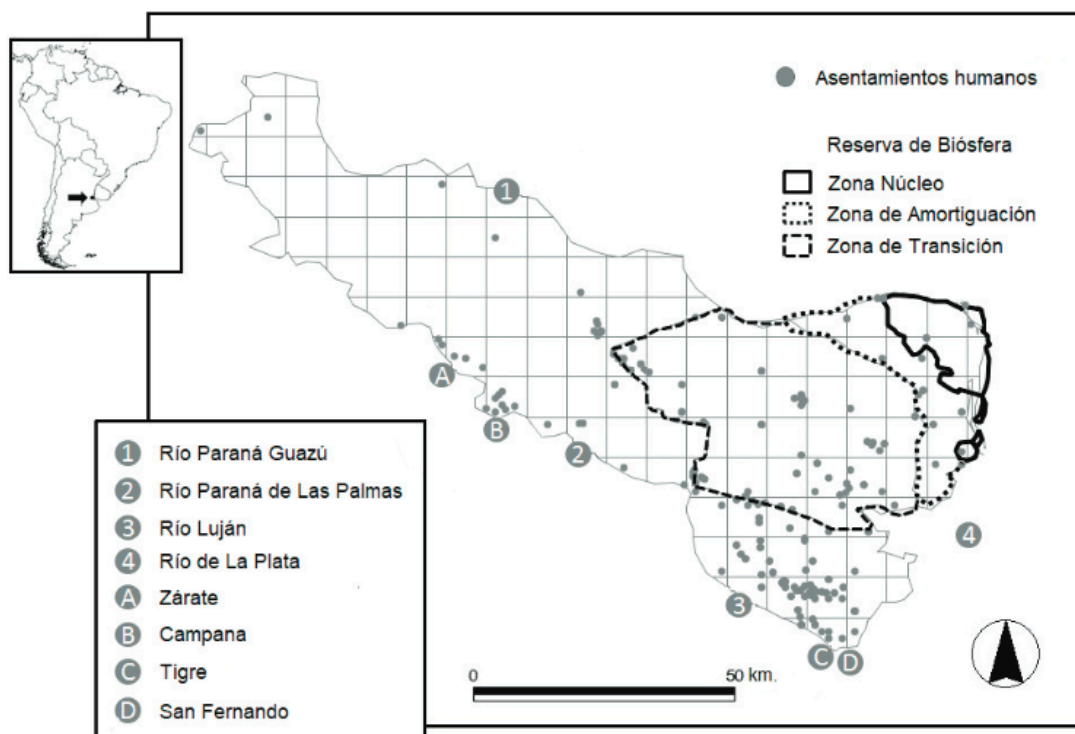 Asentamientos humanos
Reserva de Biósfera
Zona Núcleo
Zona de Amortiguación
Zona de Transición
1
A
B
2
3
4
C D
1 Río Paraná Guazú
2 Río Paraná de Las Palmas
3 Río Luján
4 Río de La Plata
A Zárate
B Campana
C Tigre
D San Fernando
0 50 km.